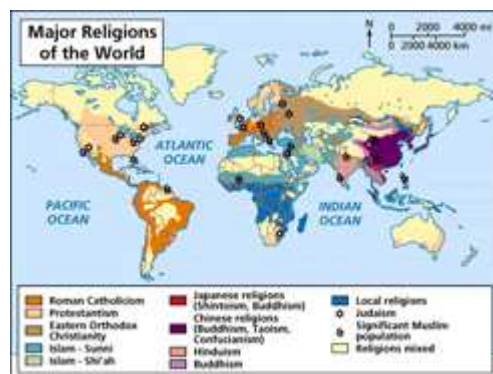 Major Religions
of the World
N
0 2000 4000 mi
0 2000 4000 km
ATLANTIC
OCEAN
PACIFIC
OCEAN
INDIAN
OCEAN
Roman Catholicism
Protestantism
Eastern Orthodox
Christianity
Islam - Sunni
Islam - Shi'ah
Japanese religions
(Shintoism, Buddhism)
Chinese religions
(Buddhism, Taoism,
Confucianism)
Hinduism
Buddhism
Local religions
Judaism
Significant Muslim
population
Religions mixed